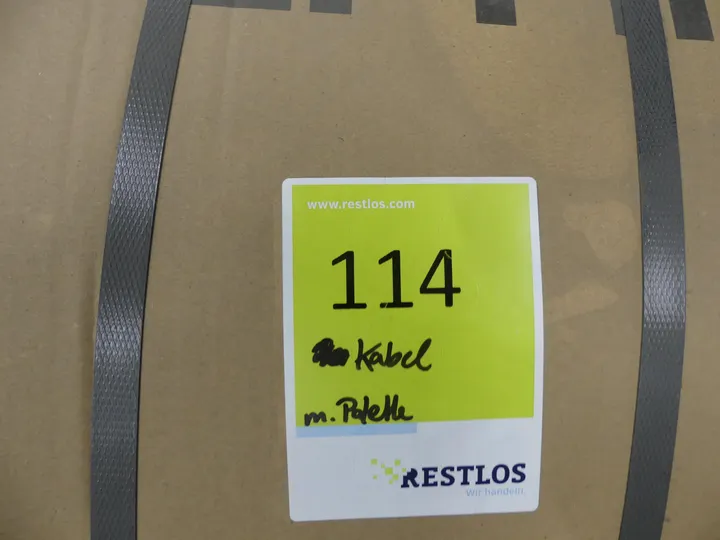 www.restlos.com
114
Kabel
m. Palette
RESTLOS
Wir handeln.